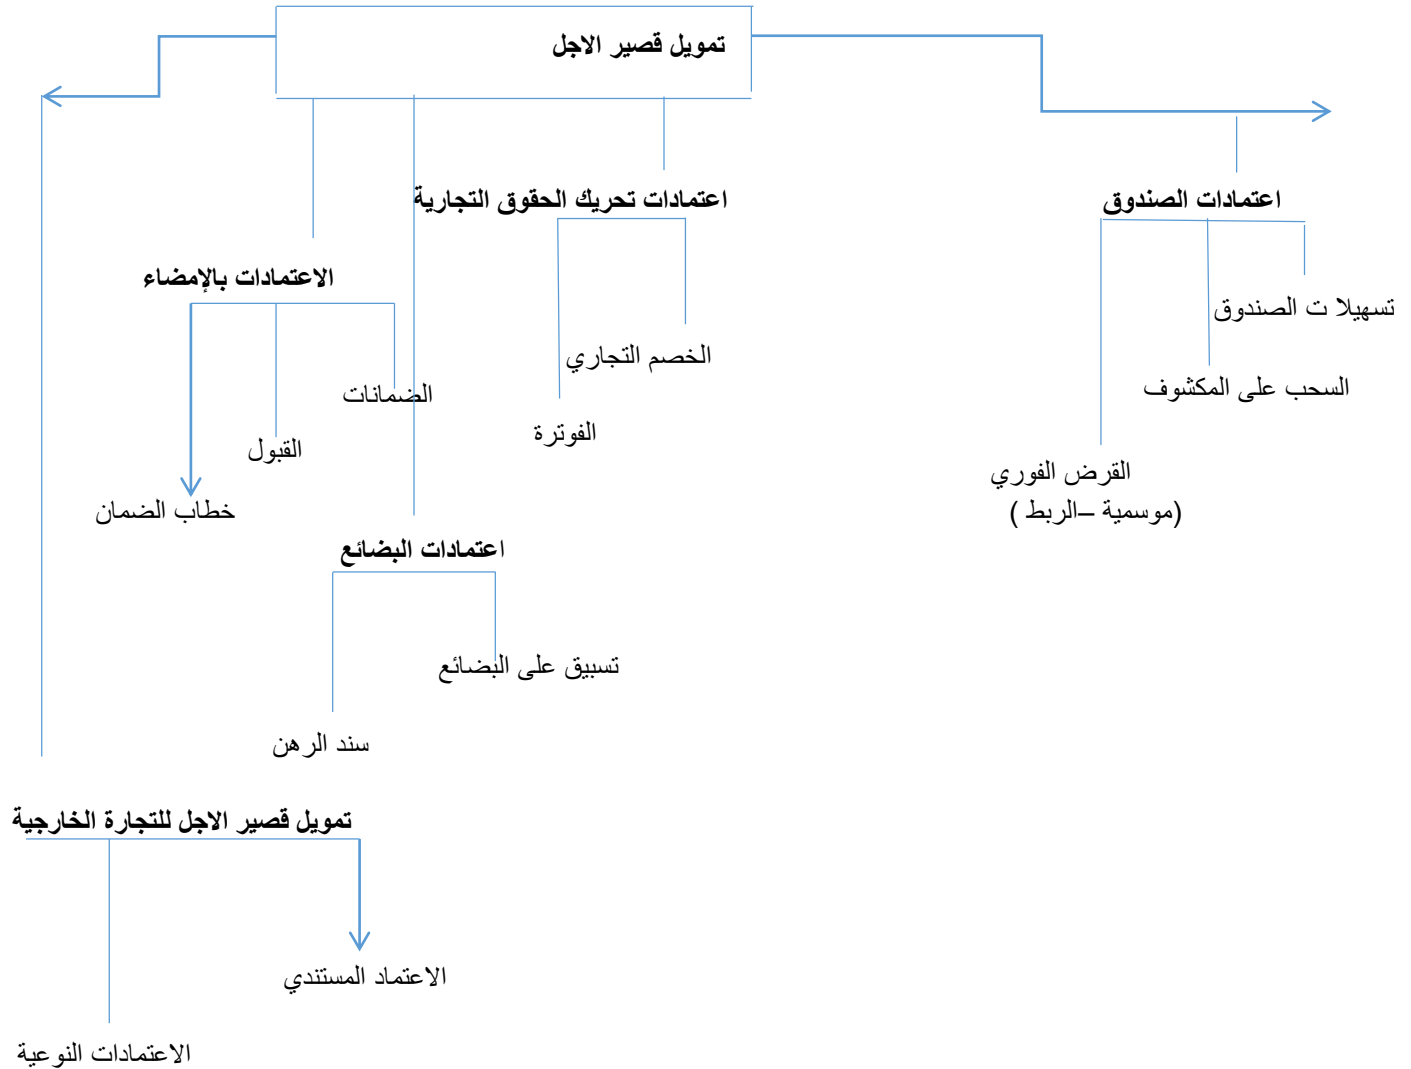 تمويل قصير الاجل
اعتمادات الصندوق
تسهيلا ت الصندوق
السحب على المكشوف
القرض الفوري
(موسمية –الربط )
اعتمادات تحريك الحقوق التجارية
الخصم التجاري
الفوترة
الاعتمادات بالإمضاء
الضمانات
القبول
خطاب الضمان
اعتمادات البضائع
تسبيق على البضائع
سند الرهن
تمويل قصير الاجل للتجارة الخارجية
الاعتماد المستندي
الاعتمادات النوعية